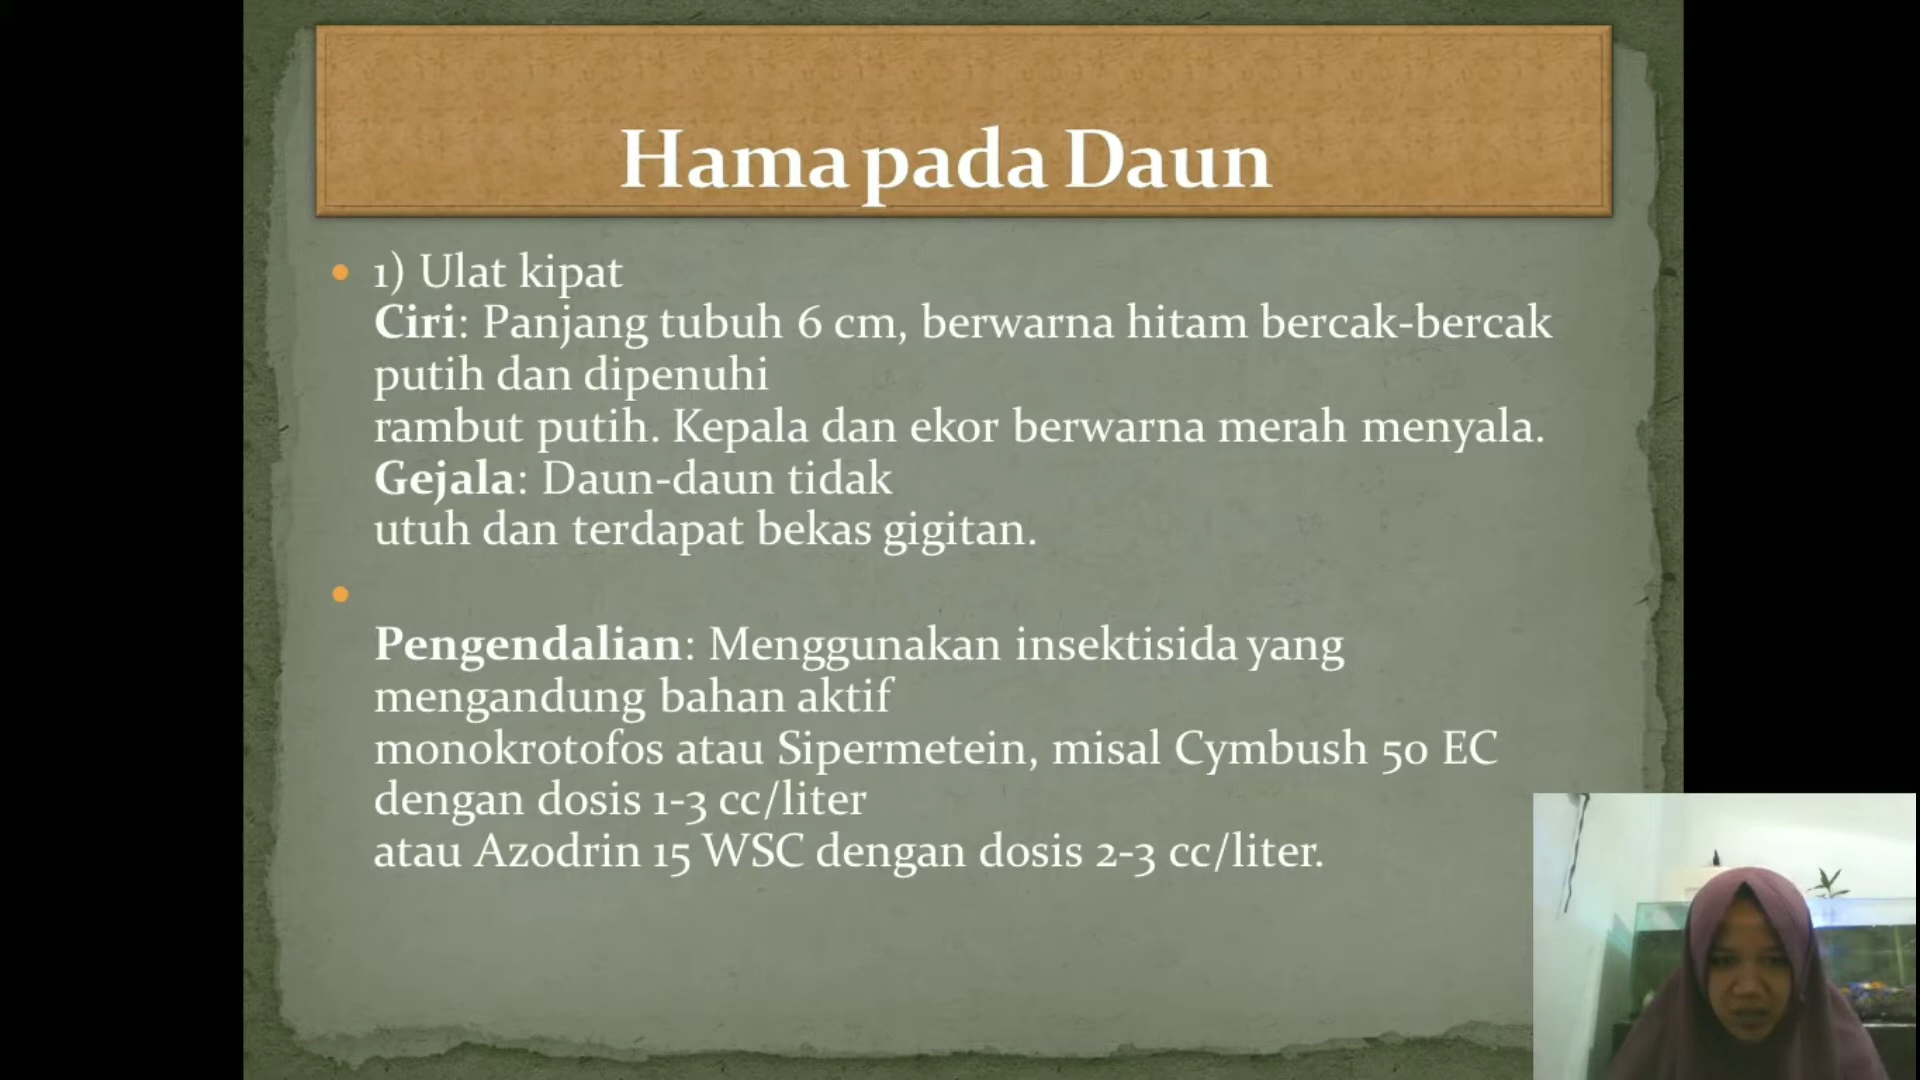 Hama pada Daun
1) Ulat kipat
Ciri: Panjang tubuh 6 cm, berwarna hitam bercak-bercak
putih dan dipenuhi
rambut putih. Kepala dan ekor berwarna merah menyala.
Gejala: Daun-daun tidak
utuh dan terdapat bekas gigitan.
Pengendalian: Menggunakan insektisida yang
mengandung bahan aktif
monokrotofos atau Sipermetein, misal Cymbush 50 EC
dengan dosis 1-3 cc/liter
atau Azodrin 15 WSC dengan dosis 2-3 cc/liter.